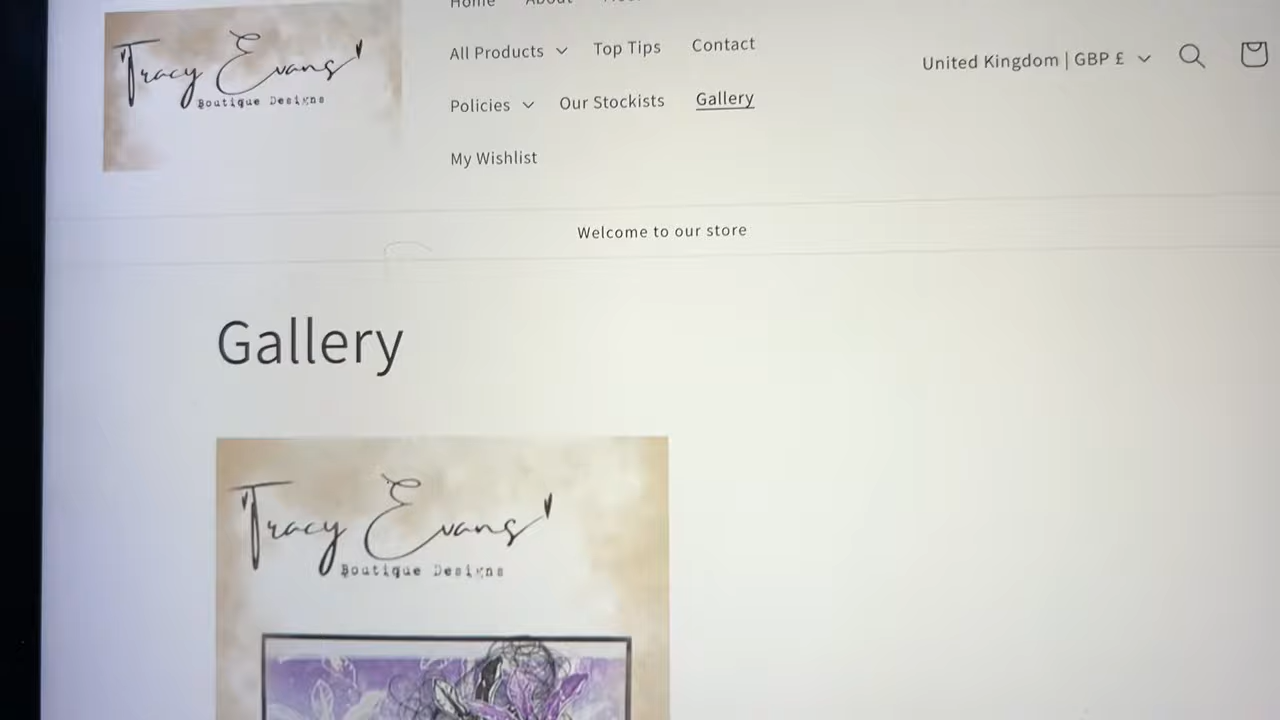 Home About
All Products Top Tips Contact
United Kingdom | GBP £
Policies Our Stockists Gallery
My Wishlist
Tracy Evans
Boutique Designs
Welcome to our store
Gallery
Tracy Evans
Boutique Designs